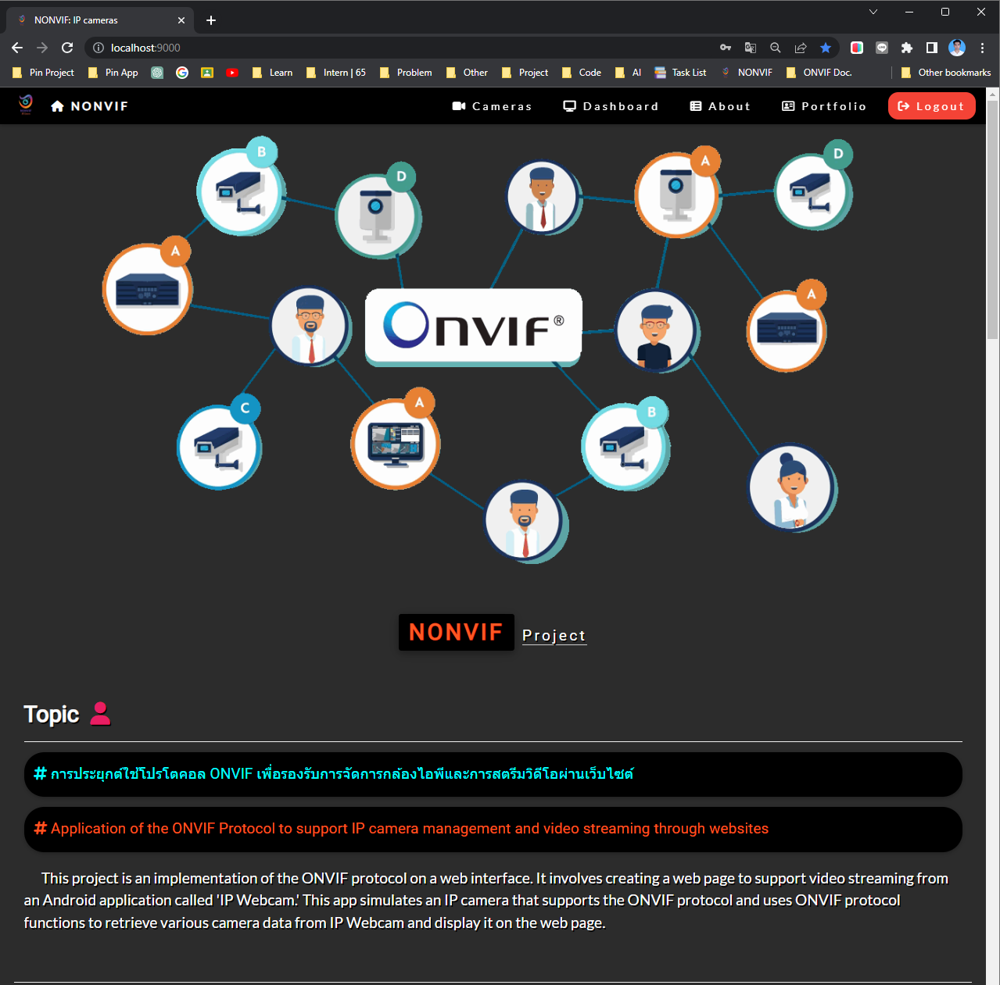 NONVIF: IP cameras
localhost:9000
Pin Project Pin App Learn Intern | 65 Problem Other Project Code AI Task List NONVIF ONVIF Doc. Other bookmarks
NONVIF Cameras Dashboard About Portfolio Logout
B
D
A
D
A
ONVIF®
A
C
A
B
NONVIF Project
Topic
# การประยุกต์ใช้โปรโตคอล ONVIF เพื่อรองรับการจัดการกล้องไอพีและการสตรีมวิดีโอผ่านเว็บไซต์
# Application of the ONVIF Protocol to support IP camera management and video streaming through websites
This project is an implementation of the ONVIF protocol on a web interface. It involves creating a web page to support video streaming from
an Android application called 'IP Webcam.' This app simulates an IP camera that supports the ONVIF protocol and uses ONVIF protocol
functions to retrieve various camera data from IP Webcam and display it on the web page.